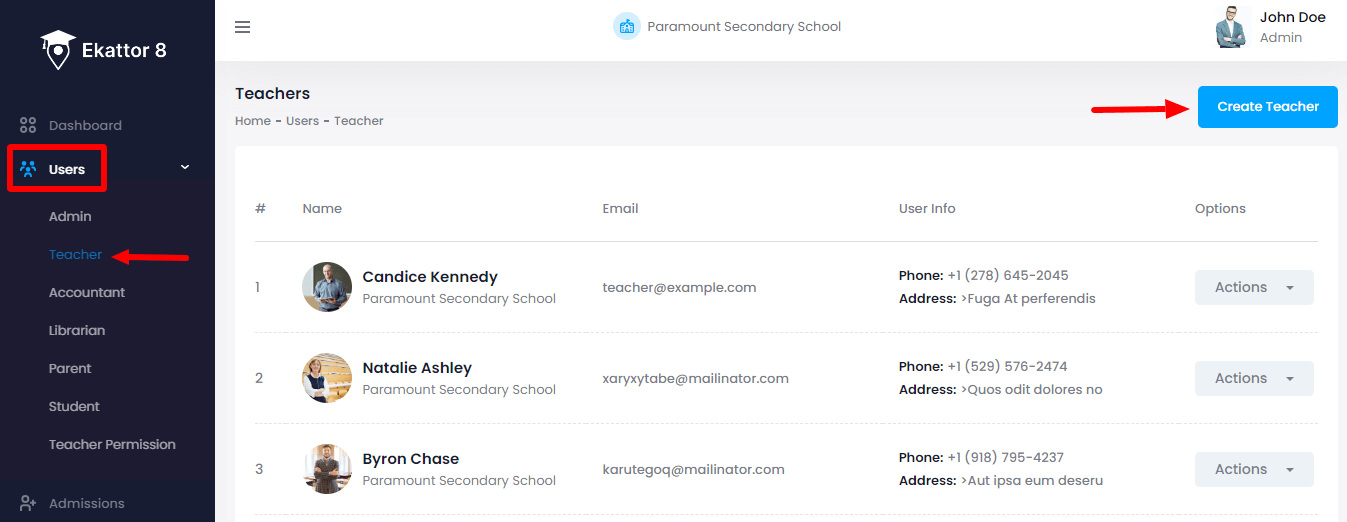 Ekattor 8
Dashboard
Users
Admin
Teacher
Accountant
Librarian
Parent
Student
Teacher Permission
Admissions
Paramount Secondary School
John Doe
Admin
Teachers
Home - Users - Teacher
Create Teacher
# Name Email User Info Options
1 Candice Kennedy
Paramount Secondary School
teacher@example.com
Phone: +1 (278) 645-2045
Address: >Fuga At perferendis
Actions
2 Natalie Ashley
Paramount Secondary School
xaryxytabe@mailinator.com
Phone: +1 (529) 576-2474
Address: >Quos odit dolores no
Actions
3 Byron Chase
Paramount Secondary School
karutegoq@mailinator.com
Phone: +1 (918) 795-4237
Address: >Aut ipsa eum deseru
Actions